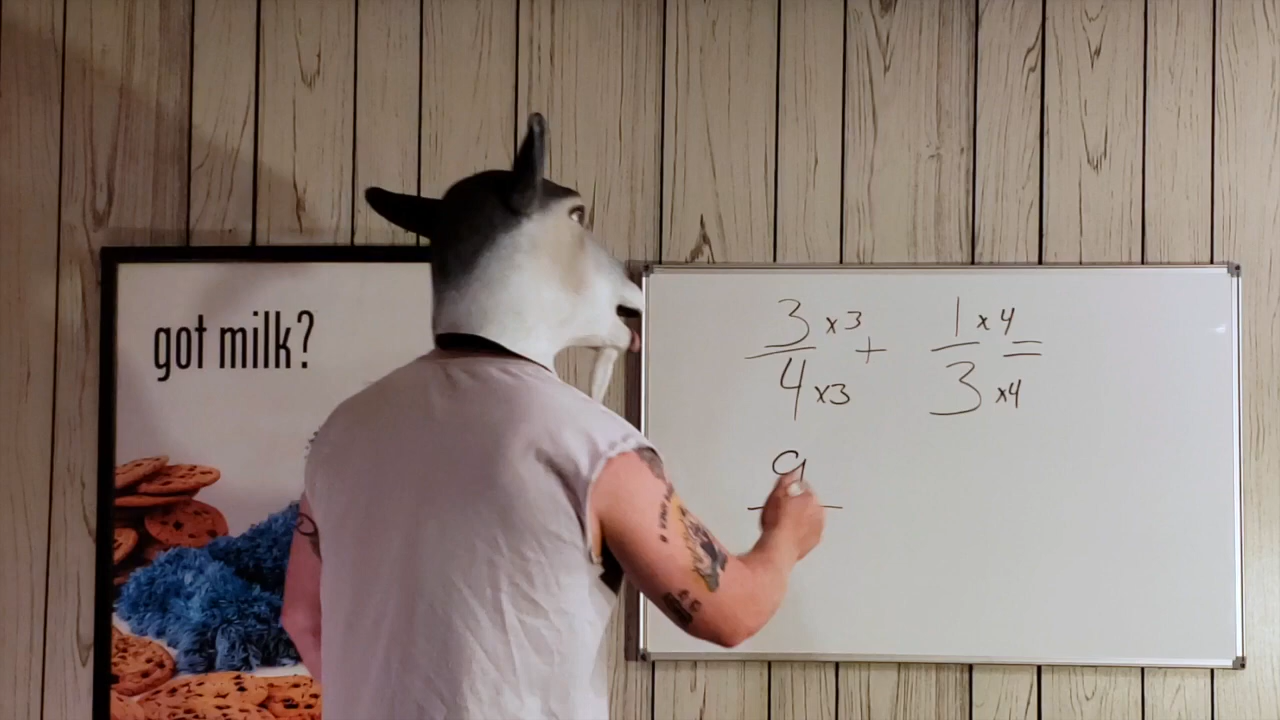 got milk?
3 x3 + 1 x4 =
4 x3 3 x4
9